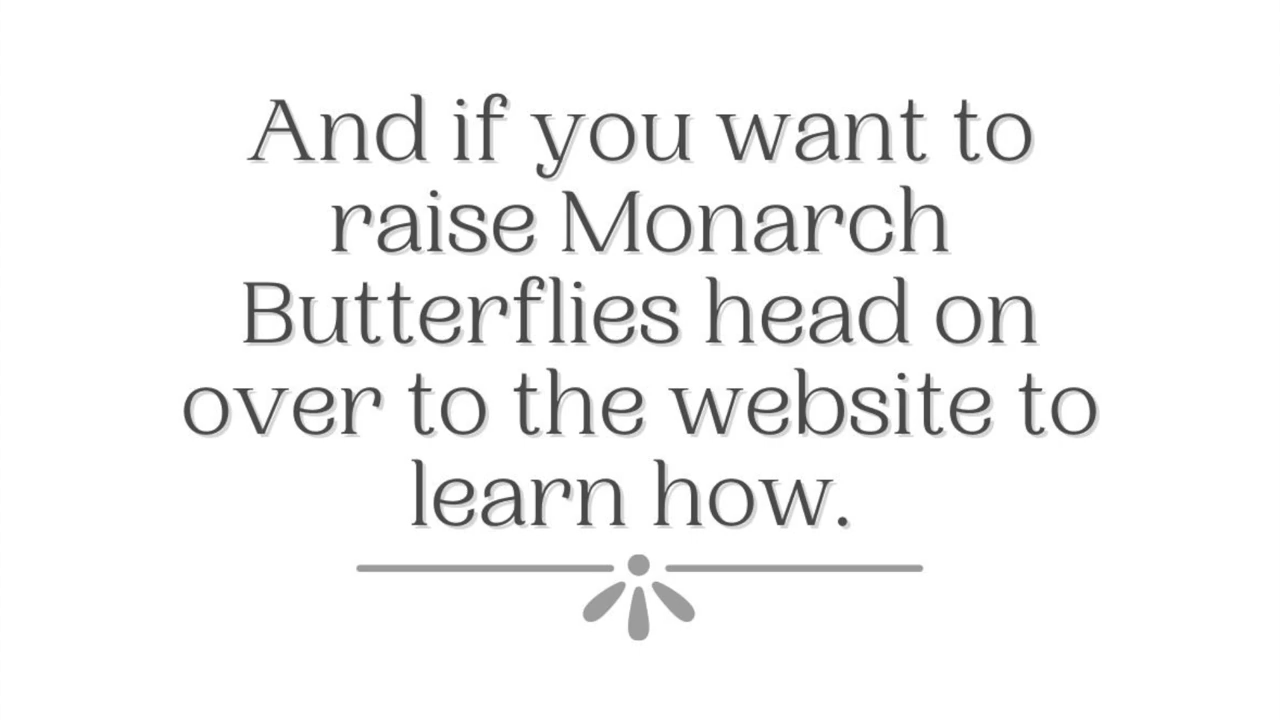 And if you want to
raise Monarch
Butterflies head on
over to the website to
learn how.